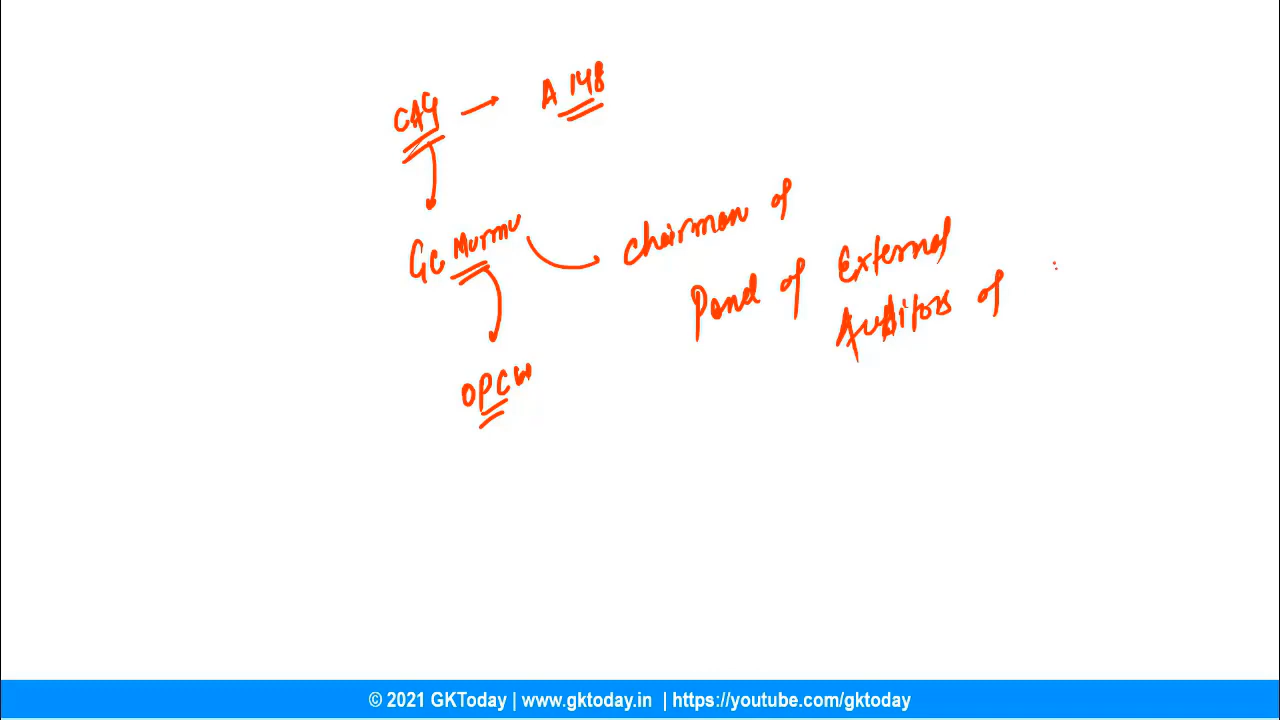 CAG → A 148
GC Murmu
Chairman of
Panel of External
Auditors of
OPCW
© 2021 GKToday | www.gktoday.in | https://youtube.com/gktoday